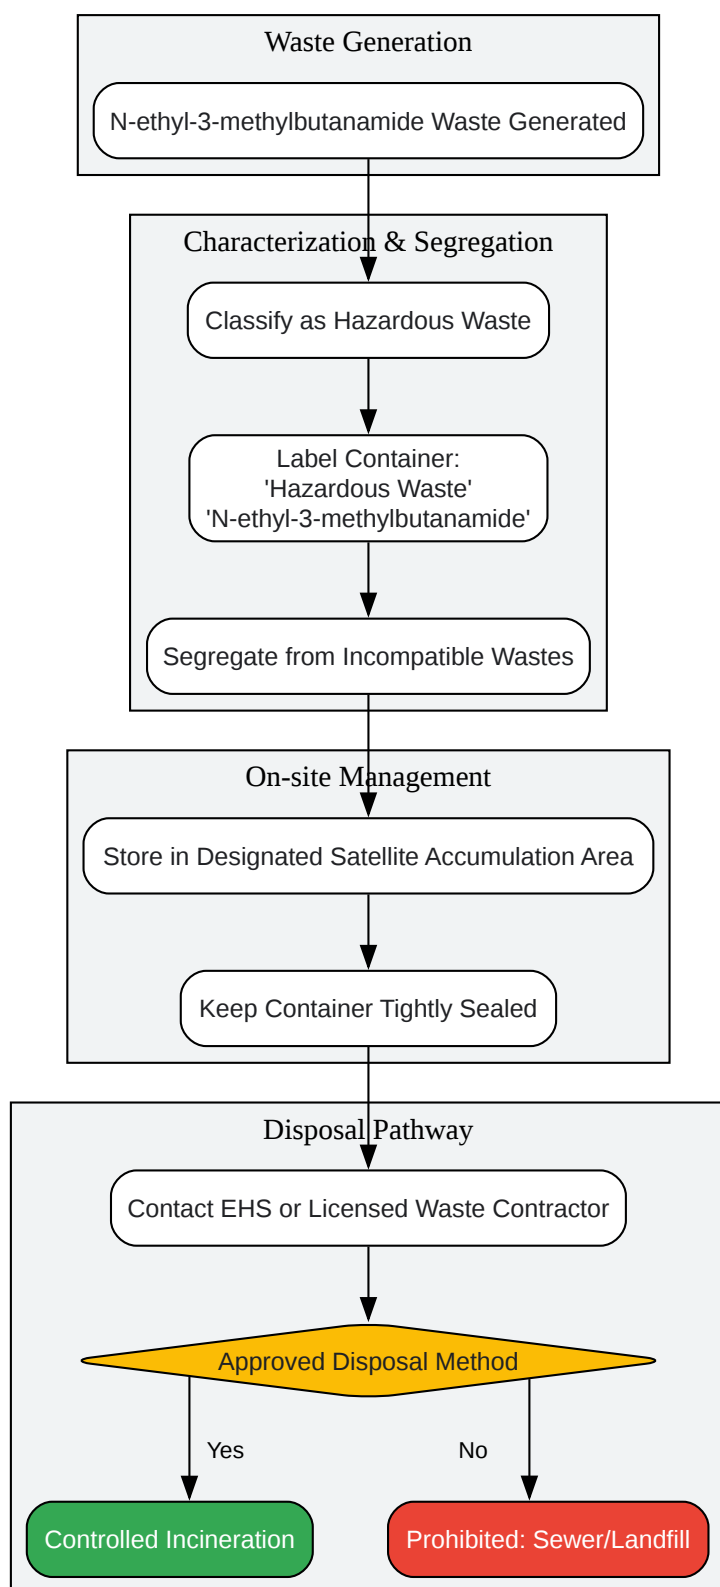 Waste Generation
N-ethyl-3-methylbutanamide Waste Generated
Characterization & Segregation
Classify as Hazardous Waste
Label Container:
'Hazardous Waste'
'N-ethyl-3-methylbutanamide'
Segregate from Incompatible Wastes
On-site Management
Store in Designated Satellite Accumulation Area
Keep Container Tightly Sealed
Disposal Pathway
Contact EHS or Licensed Waste Contractor
Approved Disposal Method
Yes
No
Controlled Incineration
Prohibited: Sewer/Landfill